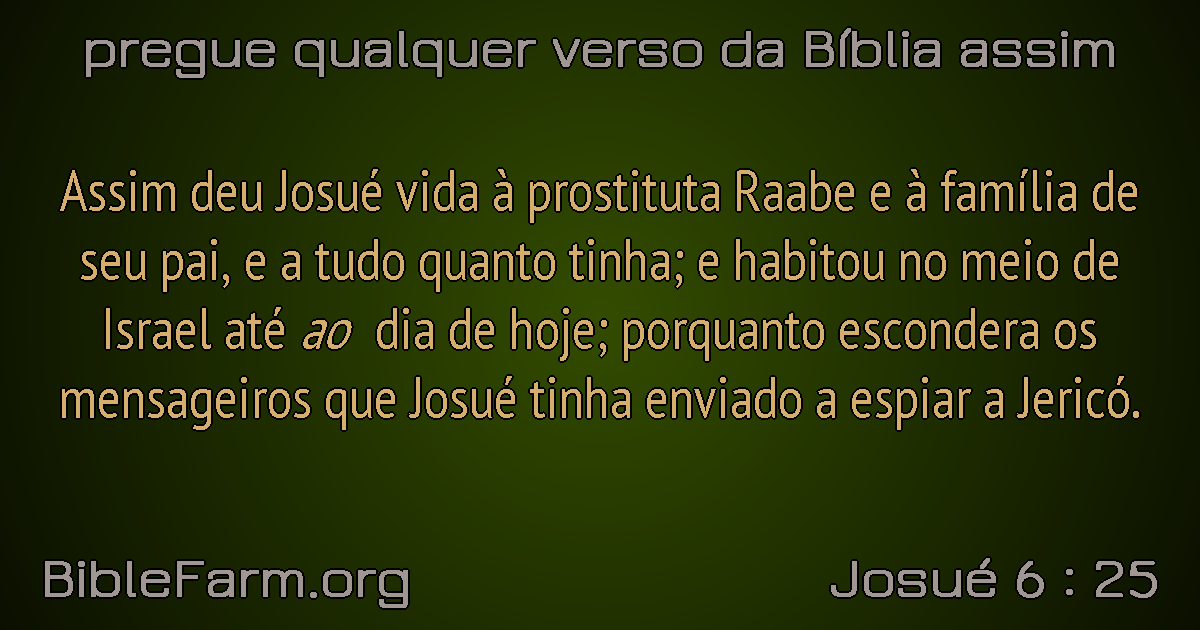 pregue qualquer verso da Bíblia assim
Assim deu Josué vida à prostituta Raabe e à família de
seu pai, e a tudo quanto tinha; e habitou no meio de
Israel até ao dia de hoje; porquanto escondera os
mensageiros que Josué tinha enviado a espiar a Jericó.
BibleFarm.org
Josué 6 : 25